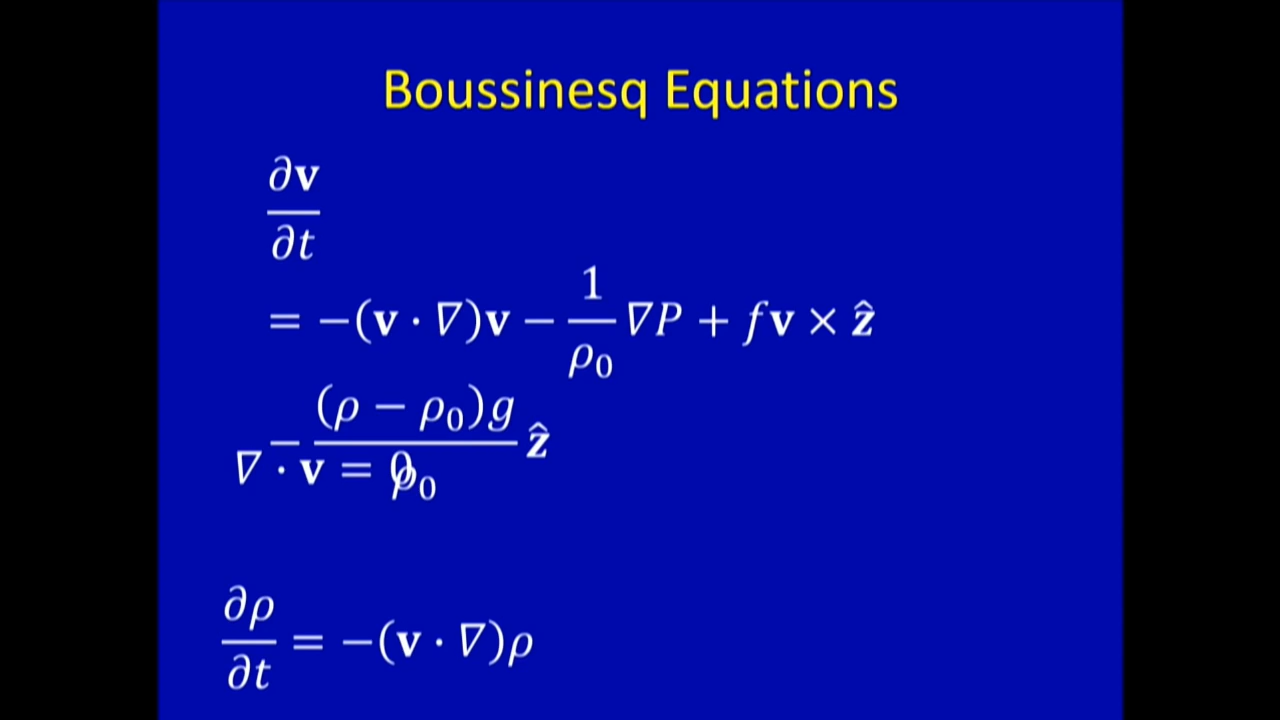 Boussinesq Equations
∂𝐯/∂t
= −(𝐯 · ∇)𝐯 − 1/ρ₀ ∇P + f𝐯 × ẑ
− (ρ − ρ₀)g/ρ₀ ẑ
∇ · 𝐯 = 0
∂ρ/∂t = −(𝐯 · ∇)ρ